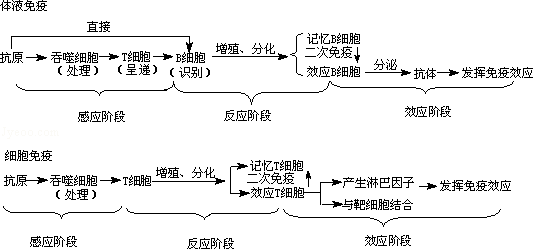 体液免疫
直接
抗原 吞噬细胞 T细胞 B细胞 增殖、分化 记忆B细胞
(处理) (呈递) (识别) 二次免疫
效应B细胞 分泌 抗体 发挥免疫效应
感应阶段 反应阶段 效应阶段
细胞免疫
抗原 吞噬细胞 T细胞 增殖、分化 记忆T细胞
(处理) 二次免疫
效应T细胞 产生淋巴因子 发挥免疫效应
与靶细胞结合
感应阶段 反应阶段 效应阶段